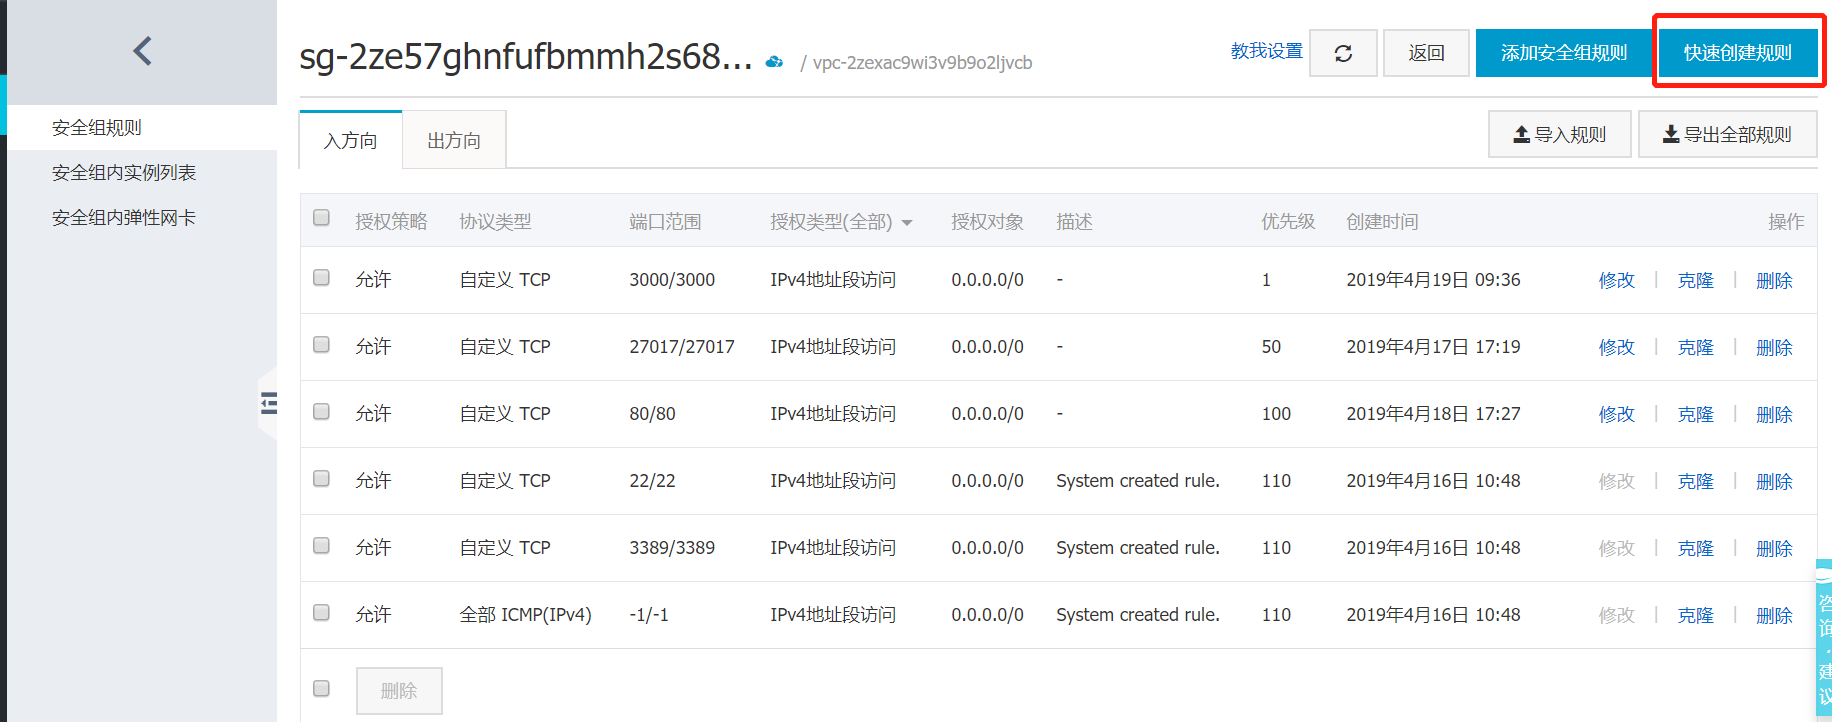 sg-2ze57ghnfufbmmh2s68... / vpc-2zexac9wi3v9b9o2ljvcb 教我设置 返回 添加安全组规则 快速创建规则
安全组规则
安全组内实例列表
安全组内弹性网卡
入方向 出方向 导入规则 导出全部规则
授权策略 协议类型 端口范围 授权类型(全部) 授权对象 描述 优先级 创建时间 操作
允许 自定义 TCP 3000/3000 IPv4地址段访问 0.0.0.0/0 - 1 2019年4月19日 09:36 修改 | 克隆 | 删除
允许 自定义 TCP 27017/27017 IPv4地址段访问 0.0.0.0/0 - 50 2019年4月17日 17:19 修改 | 克隆 | 删除
允许 自定义 TCP 80/80 IPv4地址段访问 0.0.0.0/0 - 100 2019年4月18日 17:27 修改 | 克隆 | 删除
允许 自定义 TCP 22/22 IPv4地址段访问 0.0.0.0/0 System created rule. 110 2019年4月16日 10:48 修改 | 克隆 | 删除
允许 自定义 TCP 3389/3389 IPv4地址段访问 0.0.0.0/0 System created rule. 110 2019年4月16日 10:48 修改 | 克隆 | 删除
允许 全部 ICMP(IPv4) -1/-1 IPv4地址段访问 0.0.0.0/0 System created rule. 110 2019年4月16日 10:48 修改 | 克隆 | 删除
删除
咨询·建议